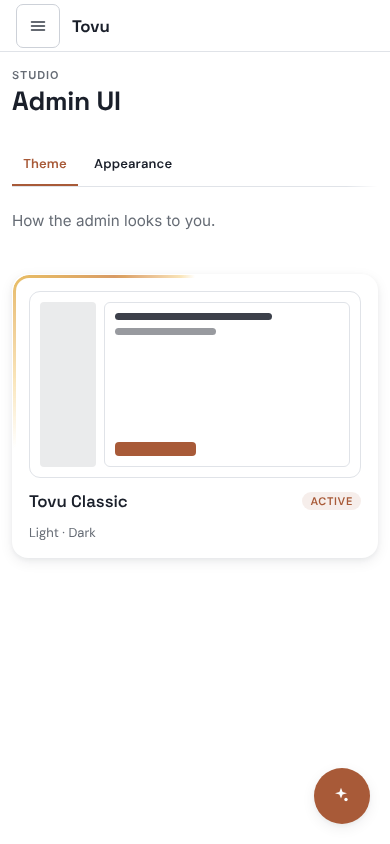 Tovu
STUDIO
Admin UI
Theme
Appearance
How the admin looks to you.
Tovu Classic
ACTIVE
Light · Dark